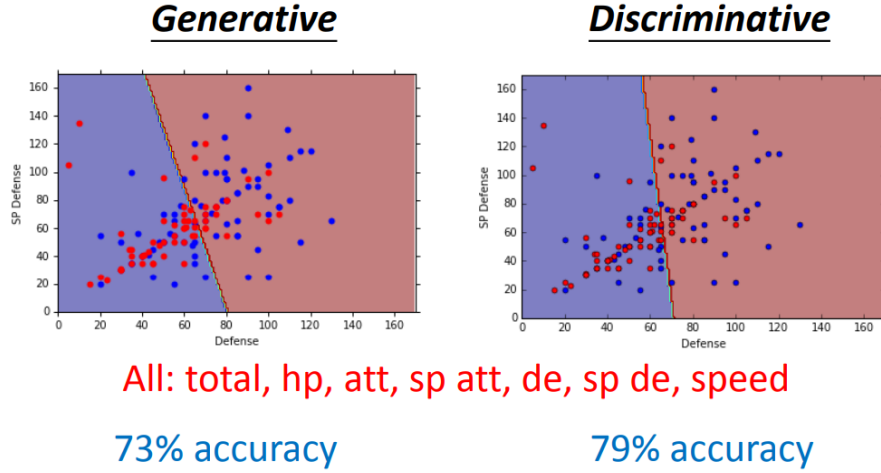 Generative
Discriminative
160
140
120
100
80
60
40
20
0
SP Defense
0 20 40 60 80 100 120 140 160
Defense
160
140
120
100
80
60
40
20
0
SP Defense
0 20 40 60 80 100 120 140 160
Defense
All: total, hp, att, sp att, de, sp de, speed
73% accuracy
79% accuracy